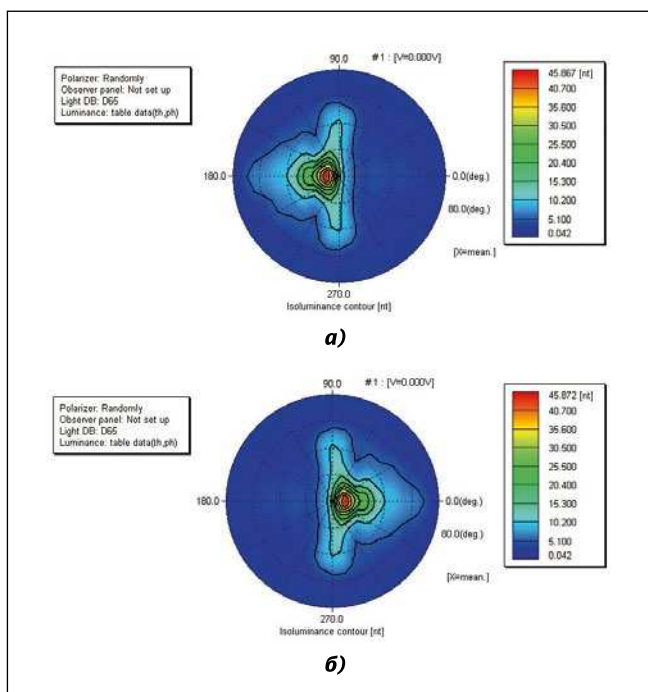 90.0
#1 : [V=0.000V]
Polarizer: Randomly
Observer panel: Not set up
Light DB: D65
Luminance: table data(th,ph)
180.0
0.0(deg.)
80.0(deg.)
[X=mean.]
270.0
Isoluminance contour [nt]
45.867 [nt]
40.700
35.600
30.500
25.500
20.400
15.300
10.200
5.100
0.042
а)
90.0
#1 : [V=0.000V]
Polarizer: Randomly
Observer panel: Not set up
Light DB: D65
Luminance: table data(th,ph)
180.0
0.0(deg.)
80.0(deg.)
[X=mean.]
270.0
Isoluminance contour [nt]
45.872 [nt]
40.700
35.600
30.500
25.500
20.400
15.300
10.200
5.100
0.042
б)